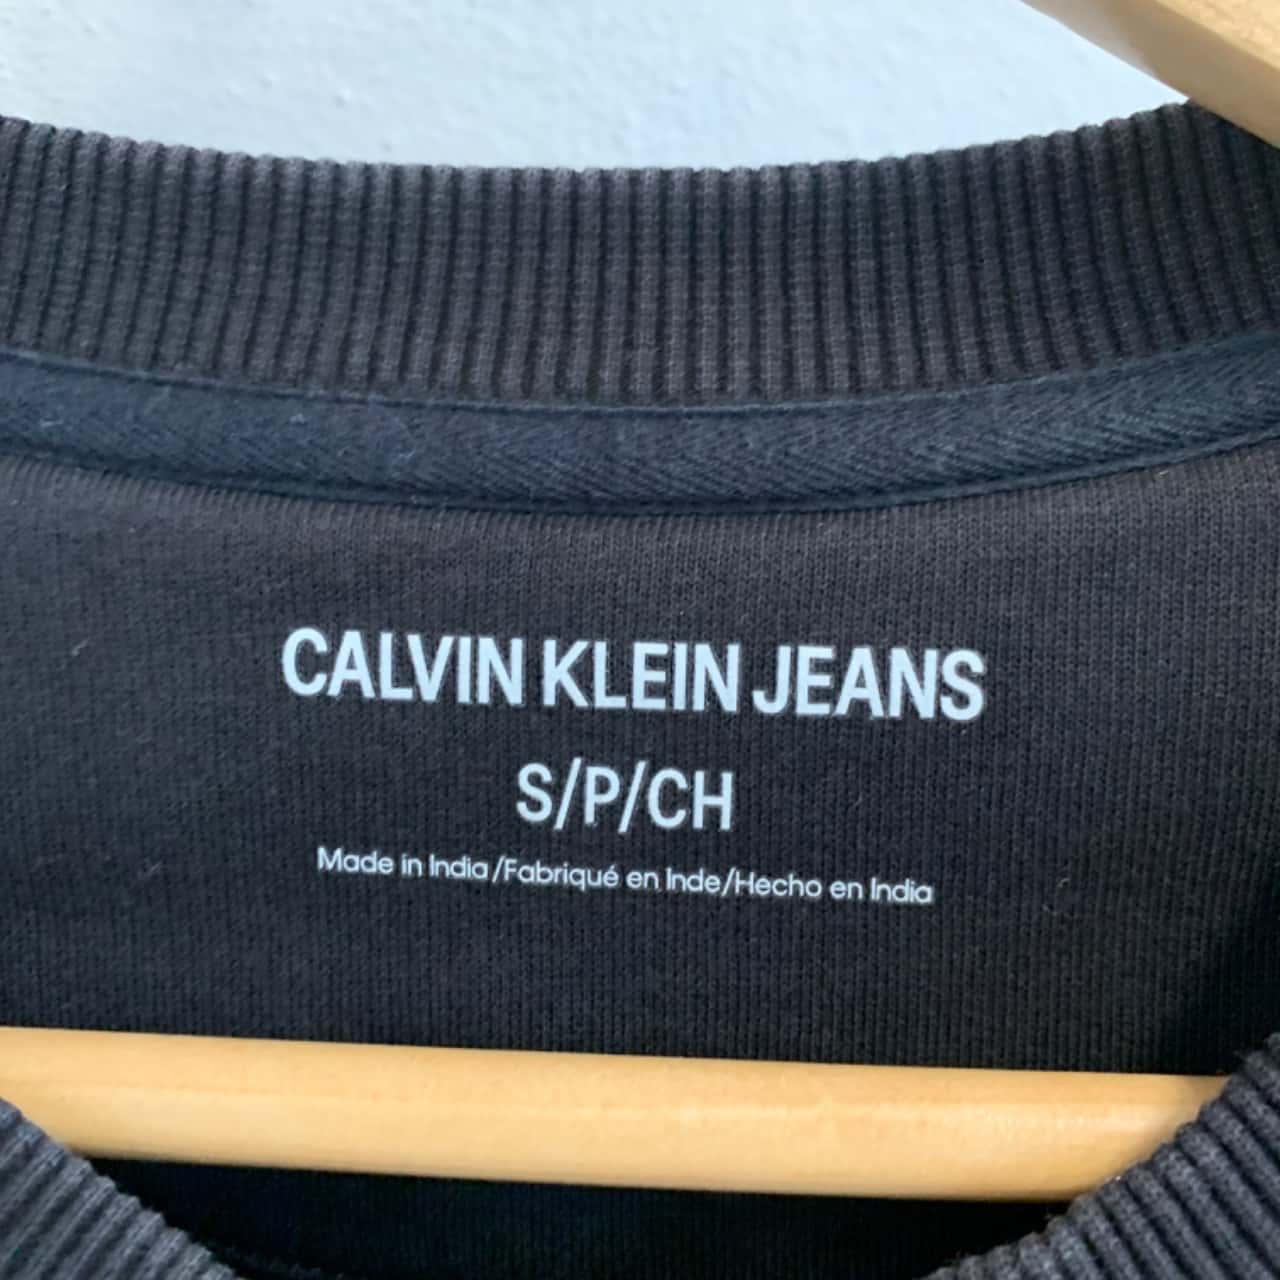 CALVIN KLEIN JEANS
S/P/CH
Made in India/Fabriqué en Inde/Hecho en India